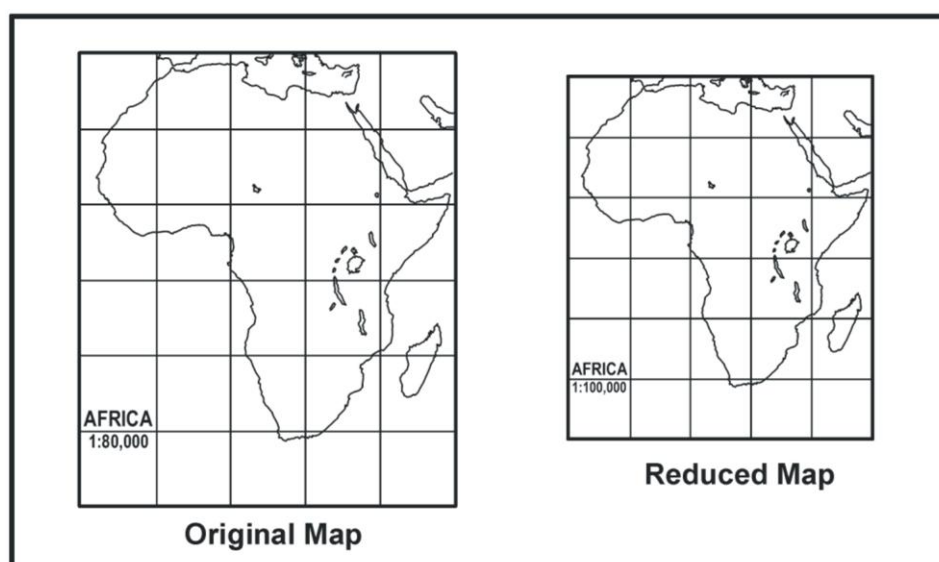 AFRICA
1:80,000
Original Map
AFRICA
1:100,000
Reduced Map